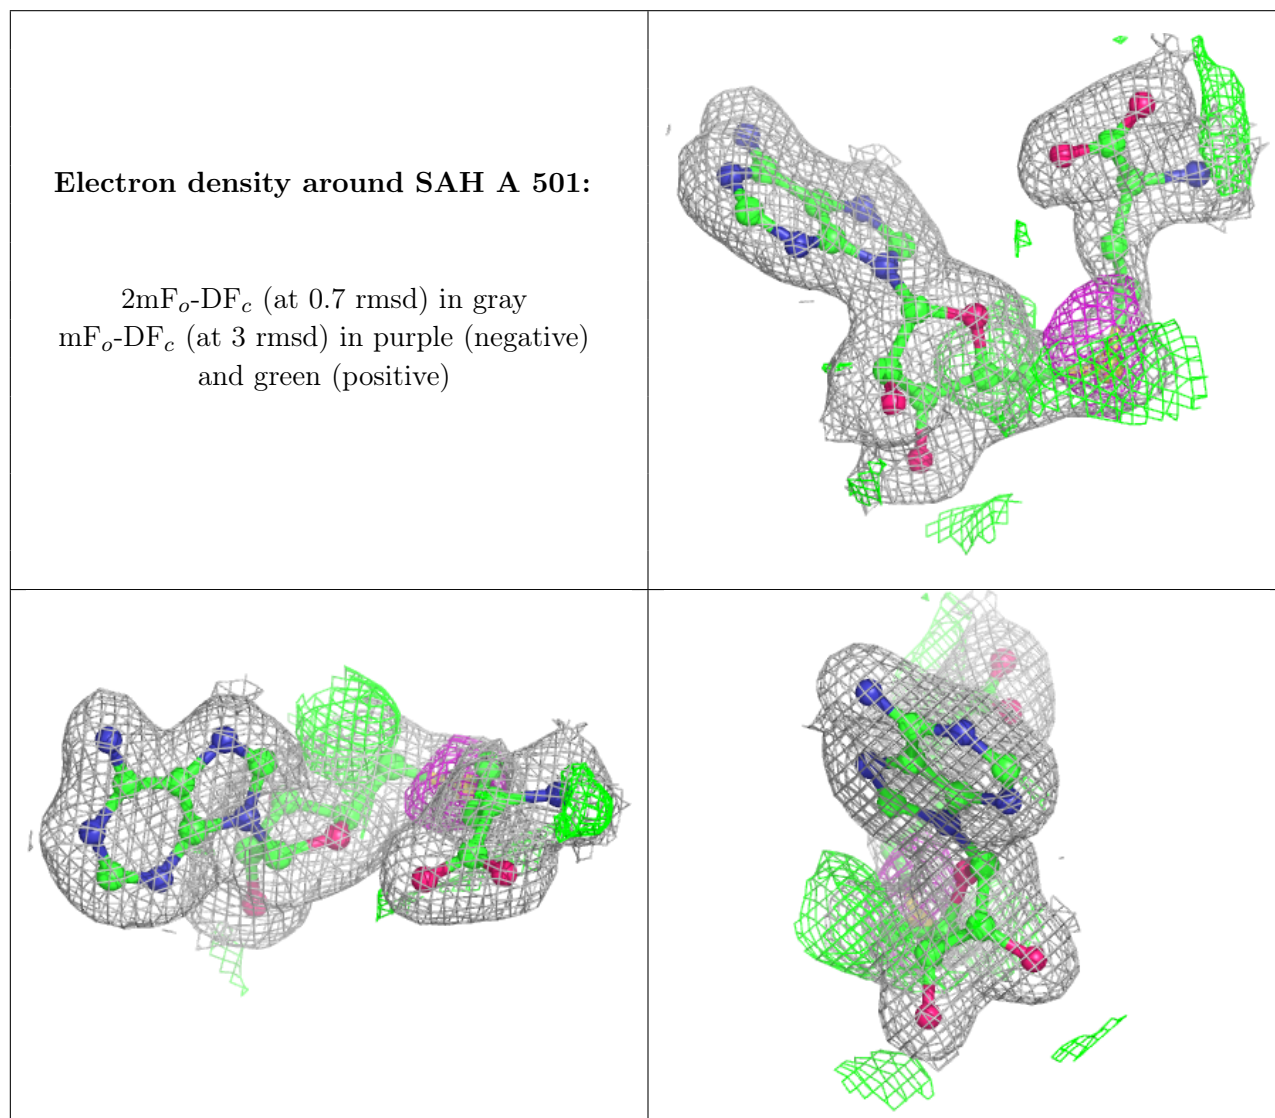 Electron density around SAH A 501:
2mFₒ-DF𝒸 (at 0.7 rmsd) in gray
mFₒ-DF𝒸 (at 3 rmsd) in purple (negative)
and green (positive)